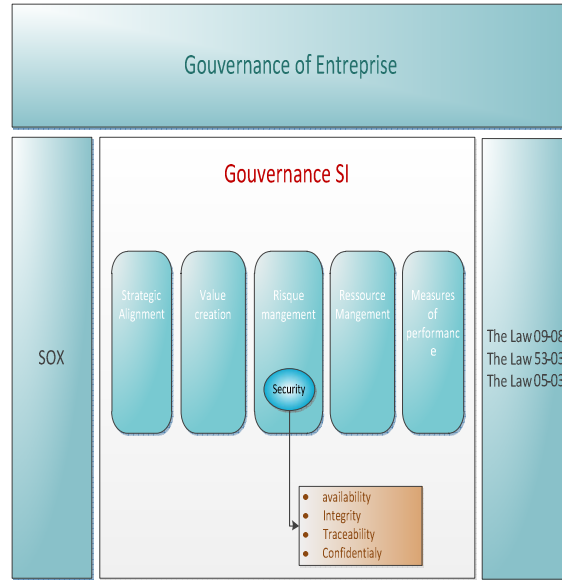 Gouvernance of Entreprise
SOX
Gouvernance SI
Strategic
Alignment
Value
creation
Risque
mangement
Ressource
Mangement
Measures
of
performanc
e
Security
• availability
• Integrity
• Traceability
• Confidentialy
The Law 09-08
The Law 53-03
The Law 05-03